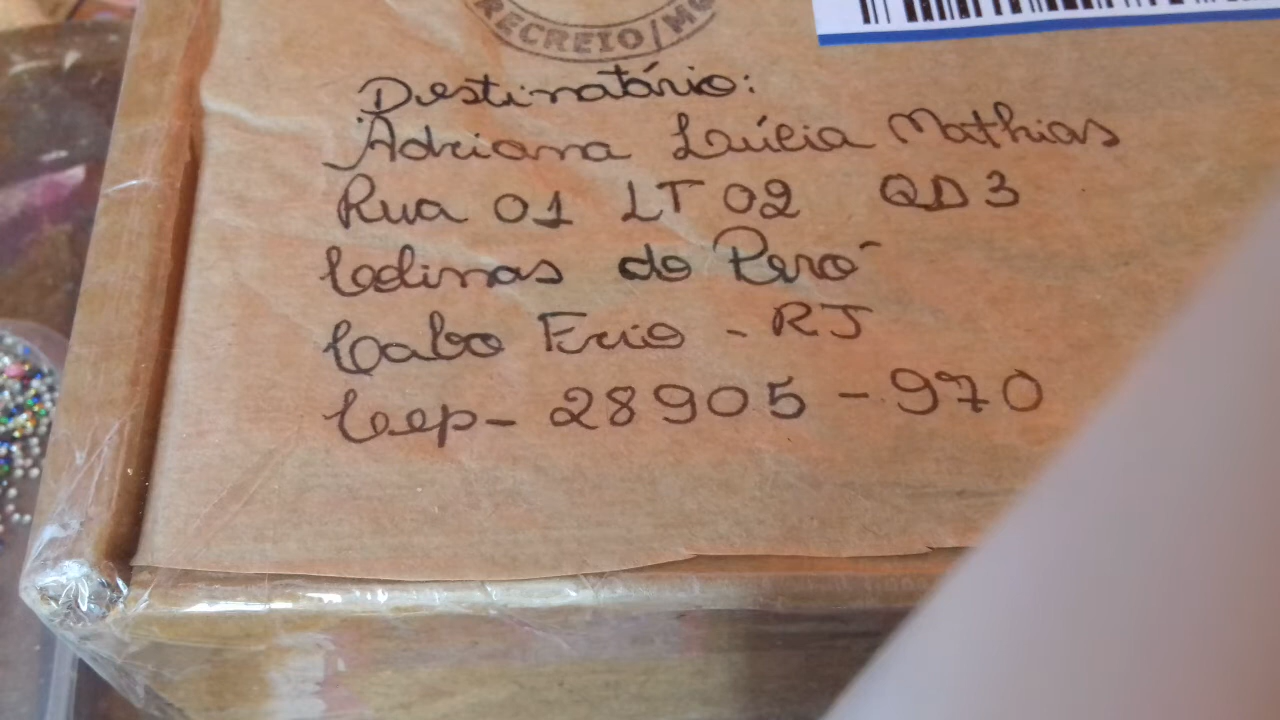 RECREIO/MG
Destinatário:
Adriana Lúcia Mathias
Rua 01 LT 02 QD 3
Colinas do Peró
Cabo Frio - RJ
Cep- 28905-970